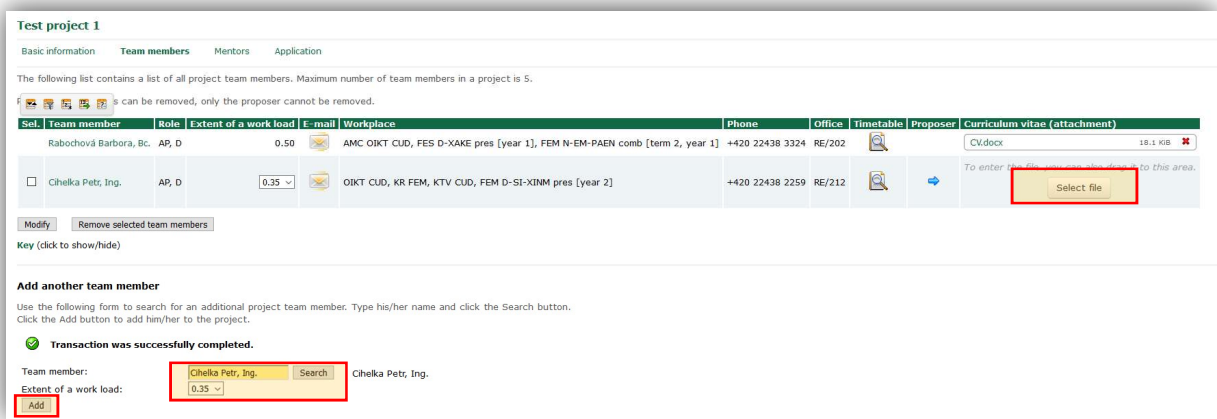 Test project 1
Basic information Team members Mentors Application
The following list contains a list of all project team members. Maximum number of team members in a project is 5.
s can be removed, only the proposer cannot be removed.
Sel. Team member Role Extent of a work load E-mail Workplace Phone Office Timetable Proposer Curriculum vitae (attachment)
Rabochová Barbora, Bc. AP, D 0.50 AMC OIKT CUD, FES D-XAKE pres [year 1], FEM N-EM-PAEN comb [term 2, year 1] +420 22438 3324 RE/202 CV.docx 18.1 KiB
To enter the file, you can also drag it to this area.
Cihelka Petr, Ing. AP, D 0.35 OIKT CUD, KR FEM, KTV CUD, FEM D-SI-XINM pres [year 2] +420 22438 2259 RE/212 Select file
Modify Remove selected team members
Key (click to show/hide)
Add another team member
Use the following form to search for an additional project team member. Type his/her name and click the Search button.
Click the Add button to add him/her to the project.
Transaction was successfully completed.
Team member: Cihelka Petr, Ing. Search Cihelka Petr, Ing.
Extent of a work load: 0.35
Add